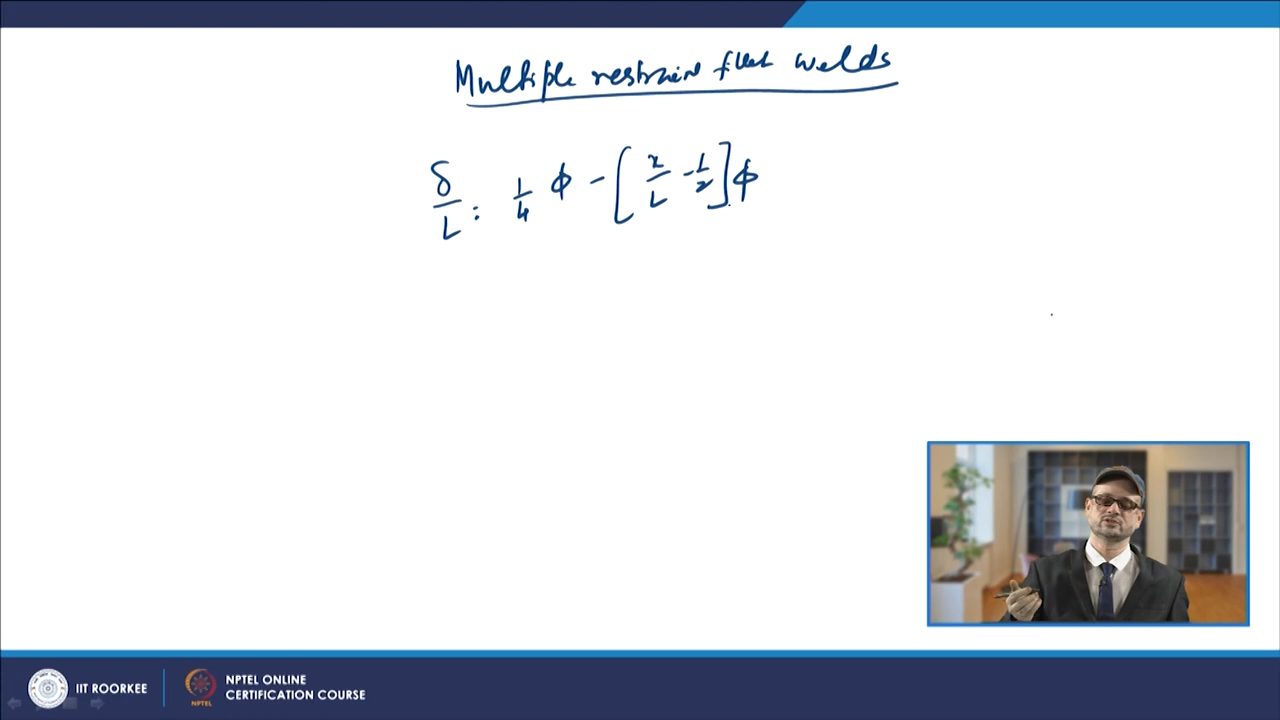 Multiple restrain fillet welds
δ/L = 1/4 ϕ - [x/L - 1/2] ϕ
IIT ROORKEE
NPTEL ONLINE
CERTIFICATION COURSE
NPTEL